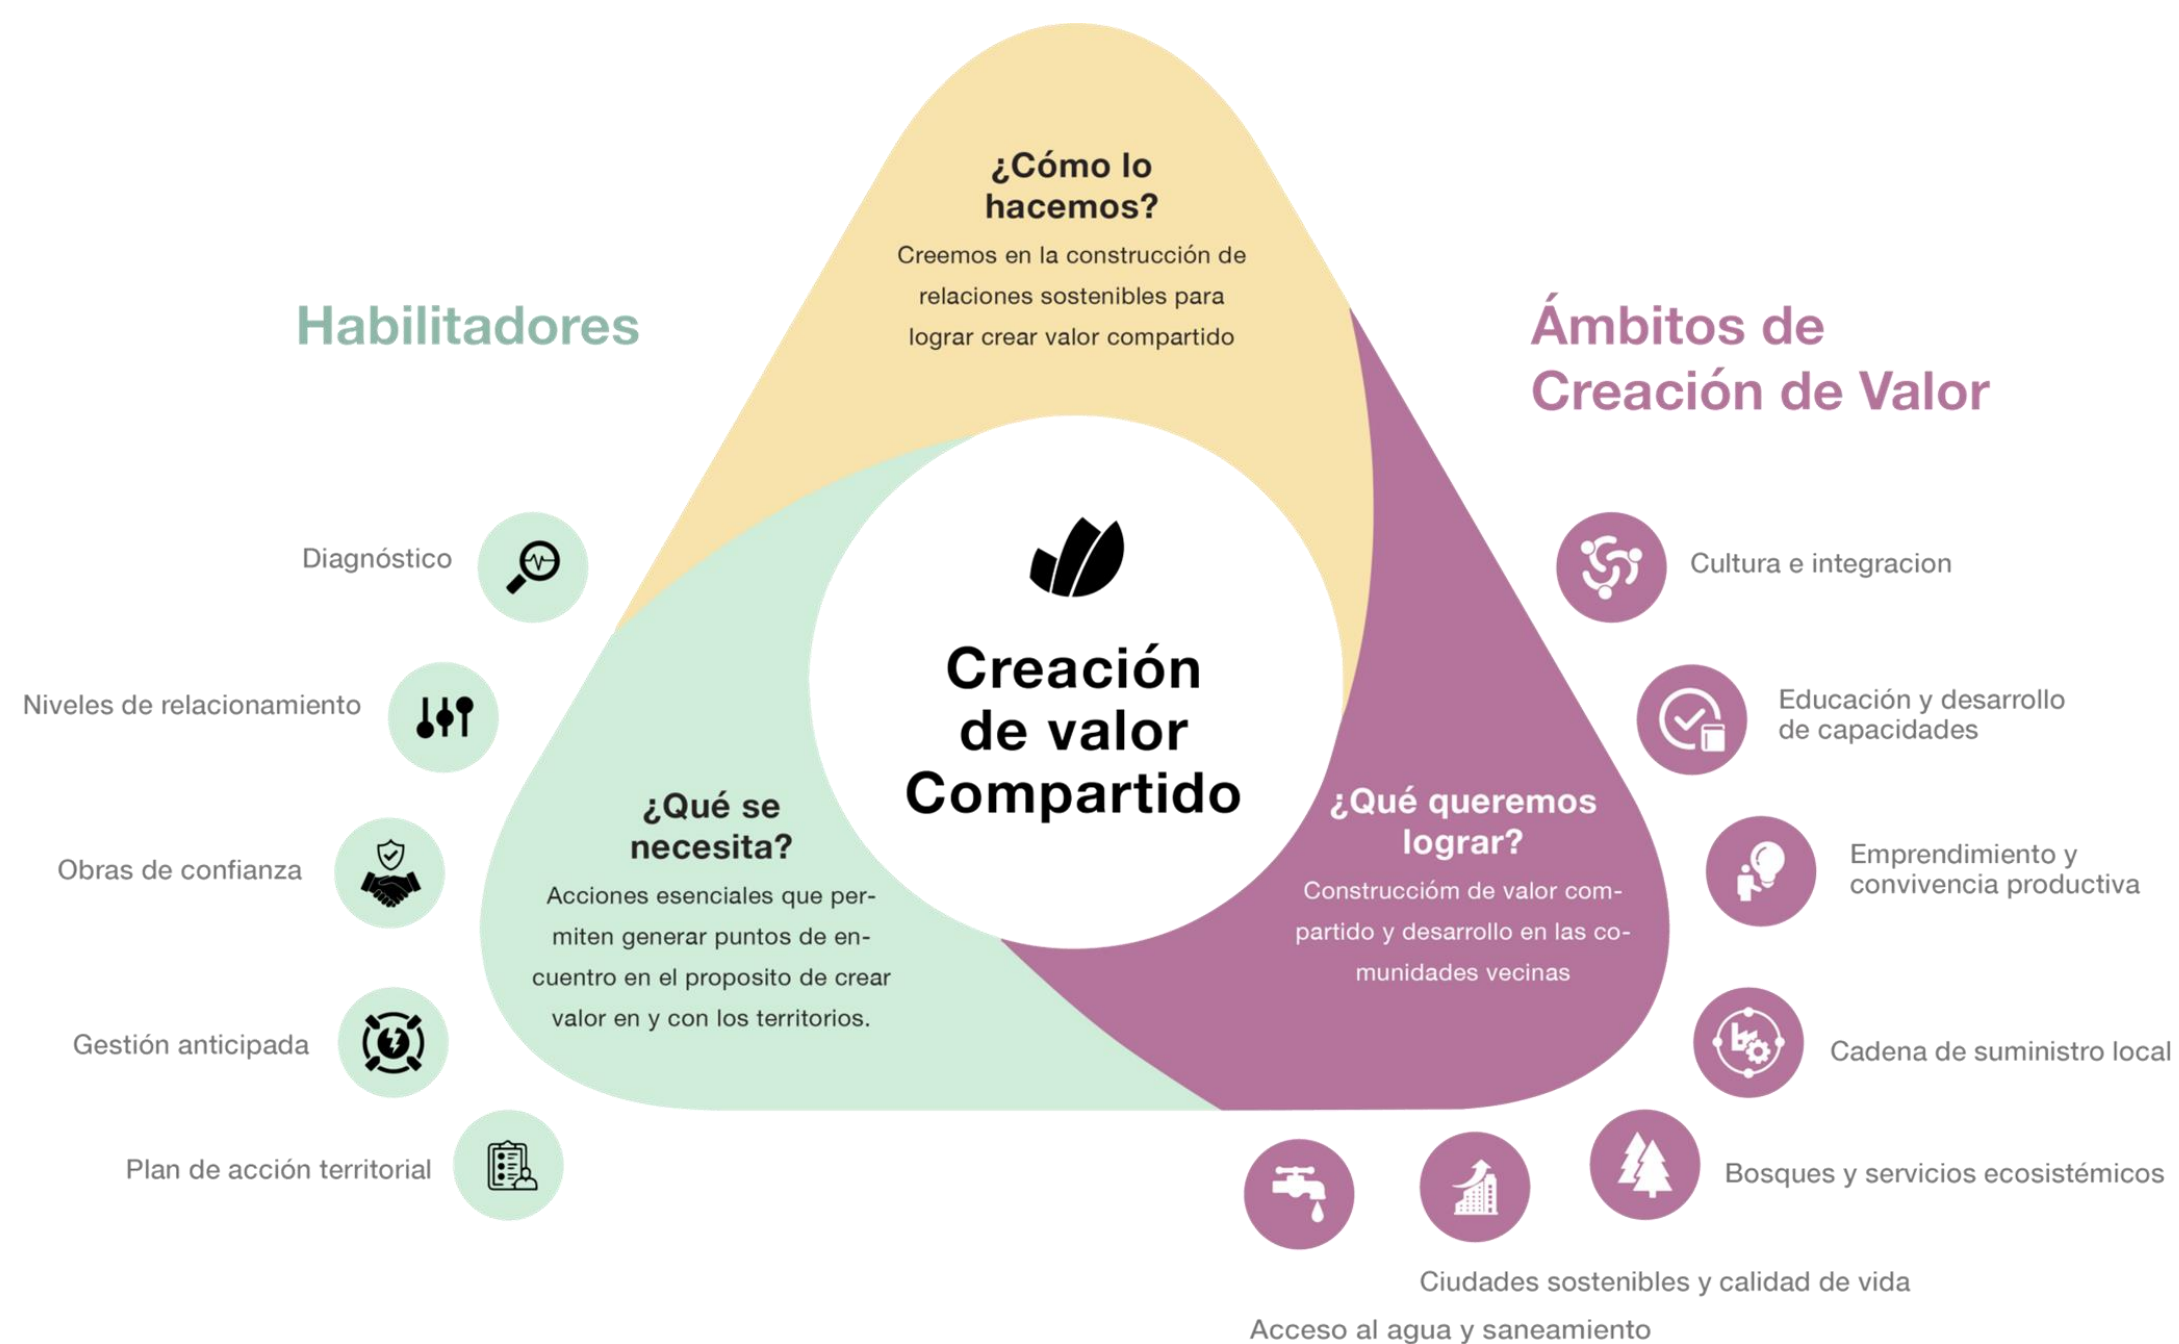 ¿Cómo lo
hacemos?
Creemos en la construcción de
relaciones sostenibles para
lograr crear valor compartido
Habilitadores
Diagnóstico
Niveles de relacionamiento
Obras de confianza
Gestión anticipada
Plan de acción territorial
¿Qué se
necesita?
Acciones esenciales que per-
miten generar puntos de en-
cuentro en el proposito de crear
valor en y con los territorios.
Creación
de valor
Compartido
¿Qué queremos
lograr?
Construccióm de valor com-
partido y desarrollo en las co-
munidades vecinas
Ámbitos de
Creación de Valor
Cultura e integracion
Educación y desarrollo
de capacidades
Emprendimiento y
convivencia productiva
Cadena de suministro local
Bosques y servicios ecosistémicos
Ciudades sostenibles y calidad de vida
Acceso al agua y saneamiento